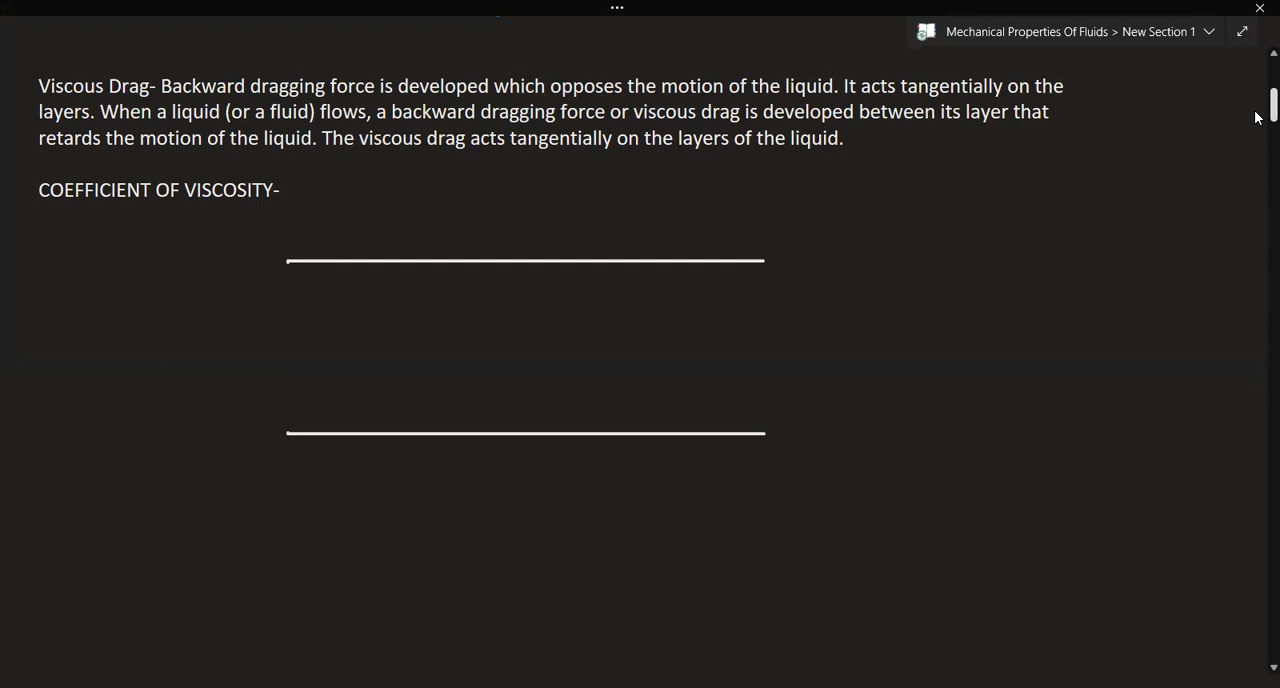 Mechanical Properties Of Fluids > New Section 1
Viscous Drag- Backward dragging force is developed which opposes the motion of the liquid. It acts tangentially on the
layers. When a liquid (or a fluid) flows, a backward dragging force or viscous drag is developed between its layer that
retards the motion of the liquid. The viscous drag acts tangentially on the layers of the liquid.
COEFFICIENT OF VISCOSITY-